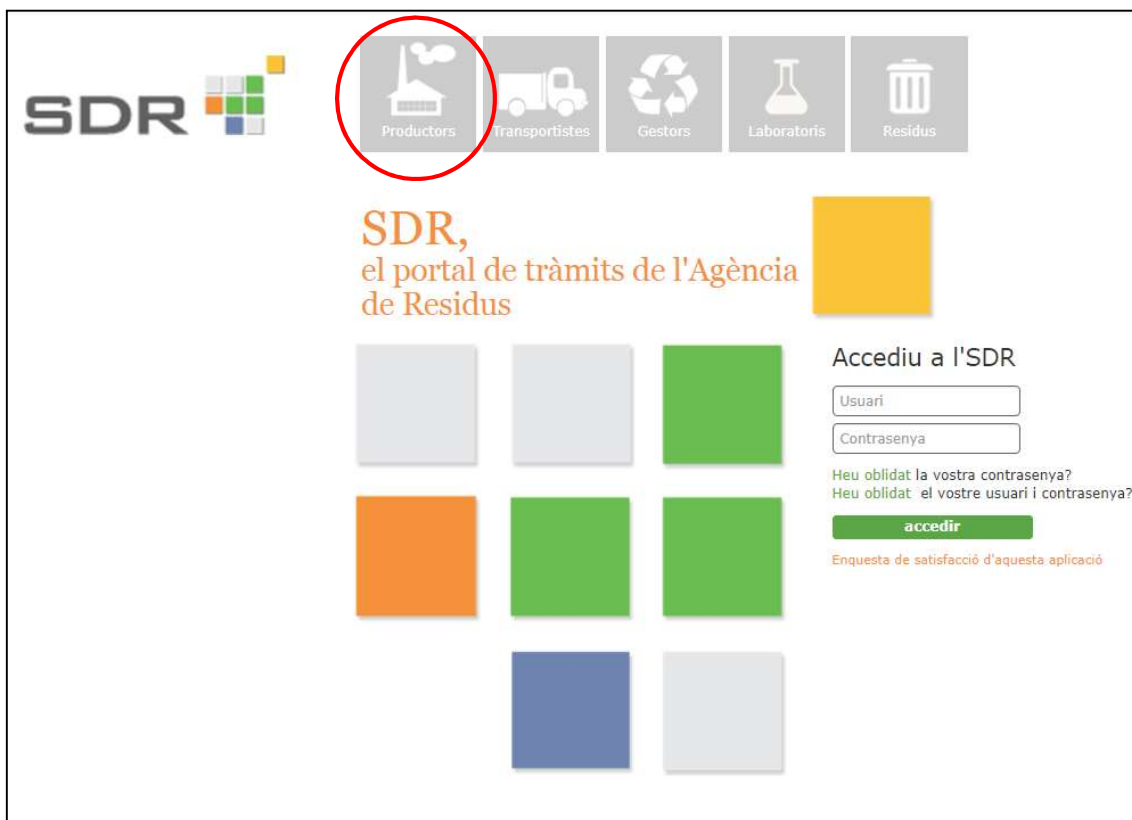 SDR
Productors
Transportistes
Gestors
Laboratoris
Residus
SDR,
el portal de tràmits de l'Agència
de Residus
Accediu a l'SDR
Usuari
Contrasenya
Heu oblidat la vostra contrasenya?
Heu oblidat el vostre usuari i contrasenya?
accedir
Enquesta de satisfacció d'aquesta aplicació